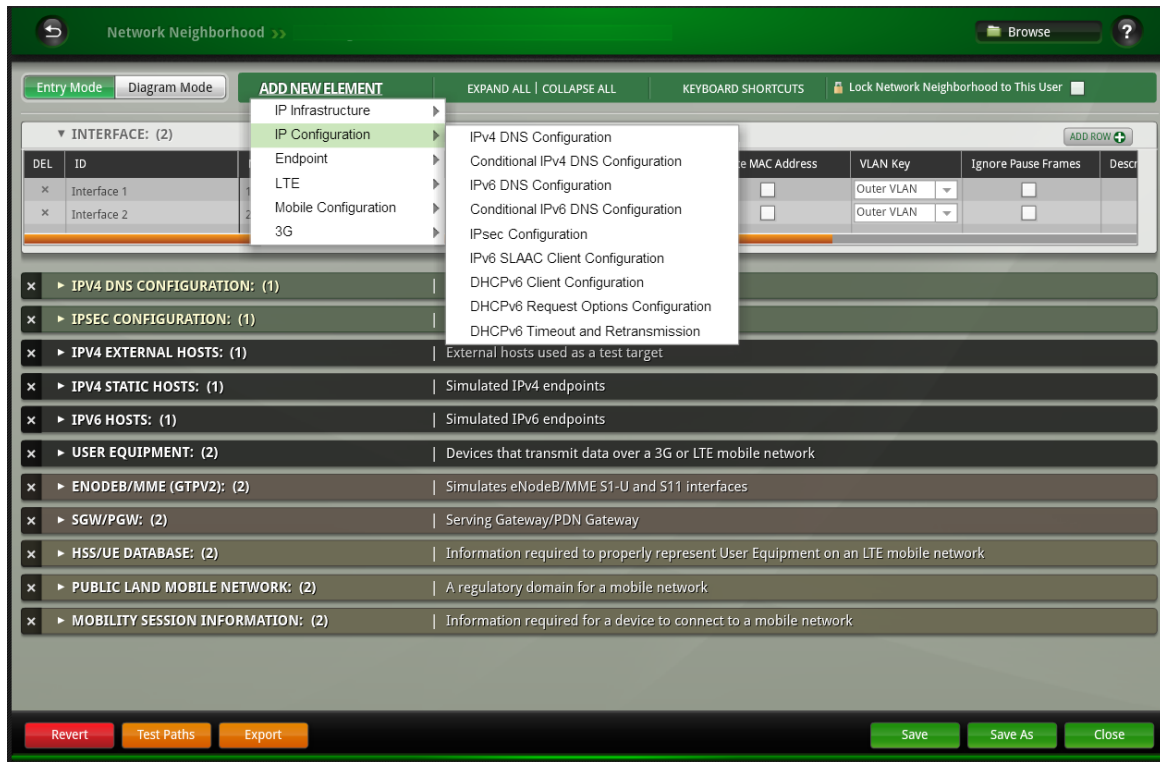 Network Neighborhood >>
Browse
?
Entry Mode
Diagram Mode
ADD NEW ELEMENT
EXPAND ALL | COLLAPSE ALL
KEYBOARD SHORTCUTS
Lock Network Neighborhood to This User
IP Infrastructure
IP Configuration
Endpoint
LTE
Mobile Configuration
3G
IPv4 DNS Configuration
Conditional IPv4 DNS Configuration
IPv6 DNS Configuration
Conditional IPv6 DNS Configuration
IPsec Configuration
IPv6 SLAAC Client Configuration
DHCPv6 Client Configuration
DHCPv6 Request Options Configuration
DHCPv6 Timeout and Retransmission
INTERFACE: (2)
ADD ROW
DEL ID MAC Address VLAN Key Ignore Pause Frames Descr
× Interface 1 1 Outer VLAN
× Interface 2 2 Outer VLAN
× IPV4 DNS CONFIGURATION: (1) |
× IPSEC CONFIGURATION: (1) |
× IPV4 EXTERNAL HOSTS: (1) | External hosts used as a test target
× IPV4 STATIC HOSTS: (1) | Simulated IPv4 endpoints
× IPV6 HOSTS: (1) | Simulated IPv6 endpoints
× USER EQUIPMENT: (2) | Devices that transmit data over a 3G or LTE mobile network
× ENODEB/MME (GTPV2): (2) | Simulates eNodeB/MME S1-U and S11 interfaces
× SGW/PGW: (2) | Serving Gateway/PDN Gateway
× HSS/UE DATABASE: (2) | Information required to properly represent User Equipment on an LTE mobile network
× PUBLIC LAND MOBILE NETWORK: (2) | A regulatory domain for a mobile network
× MOBILITY SESSION INFORMATION: (2) | Information required for a device to connect to a mobile network
Revert
Test Paths
Export
Save
Save As
Close